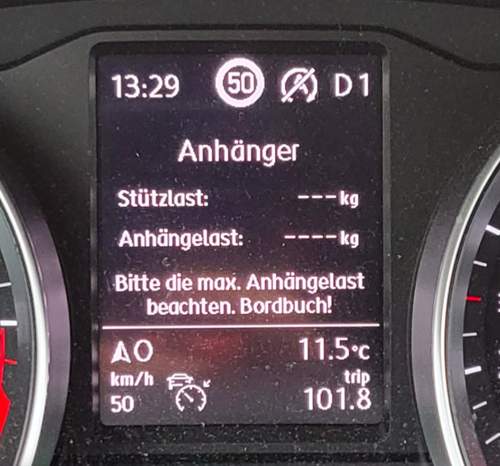 13:29 50 D1
Anhänger
Stützlast: ---kg
Anhängelast: ----kg
Bitte die max. Anhängelast
beachten. Bordbuch!
O 11.5°C
km/h trip
50 101.8